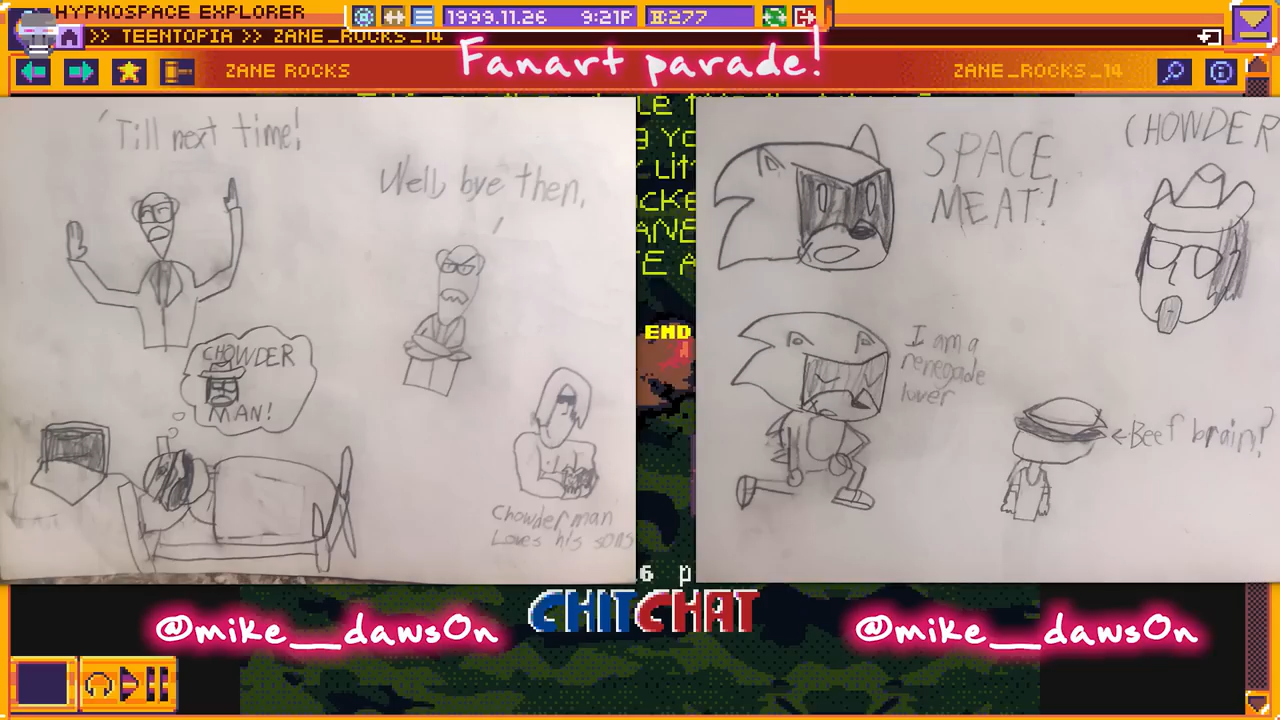 HYPNOSPACE EXPLORER
1999.11.26 9:21P
277
>> TEENTOPIA >> ZANE_ROCKS_14
Fanart parade!
ZANE ROCKS
ZANE_ROCKS_14
'Till next time!
Well, bye then.
CHOWDER
MAN!
Chowder man
Loves his sons
SPACE
MEAT!
CHOWDER
I am a
renegade
luver
←Beef brain?
END
CHITCHAT
@mike__daws0n
@mike__daws0n